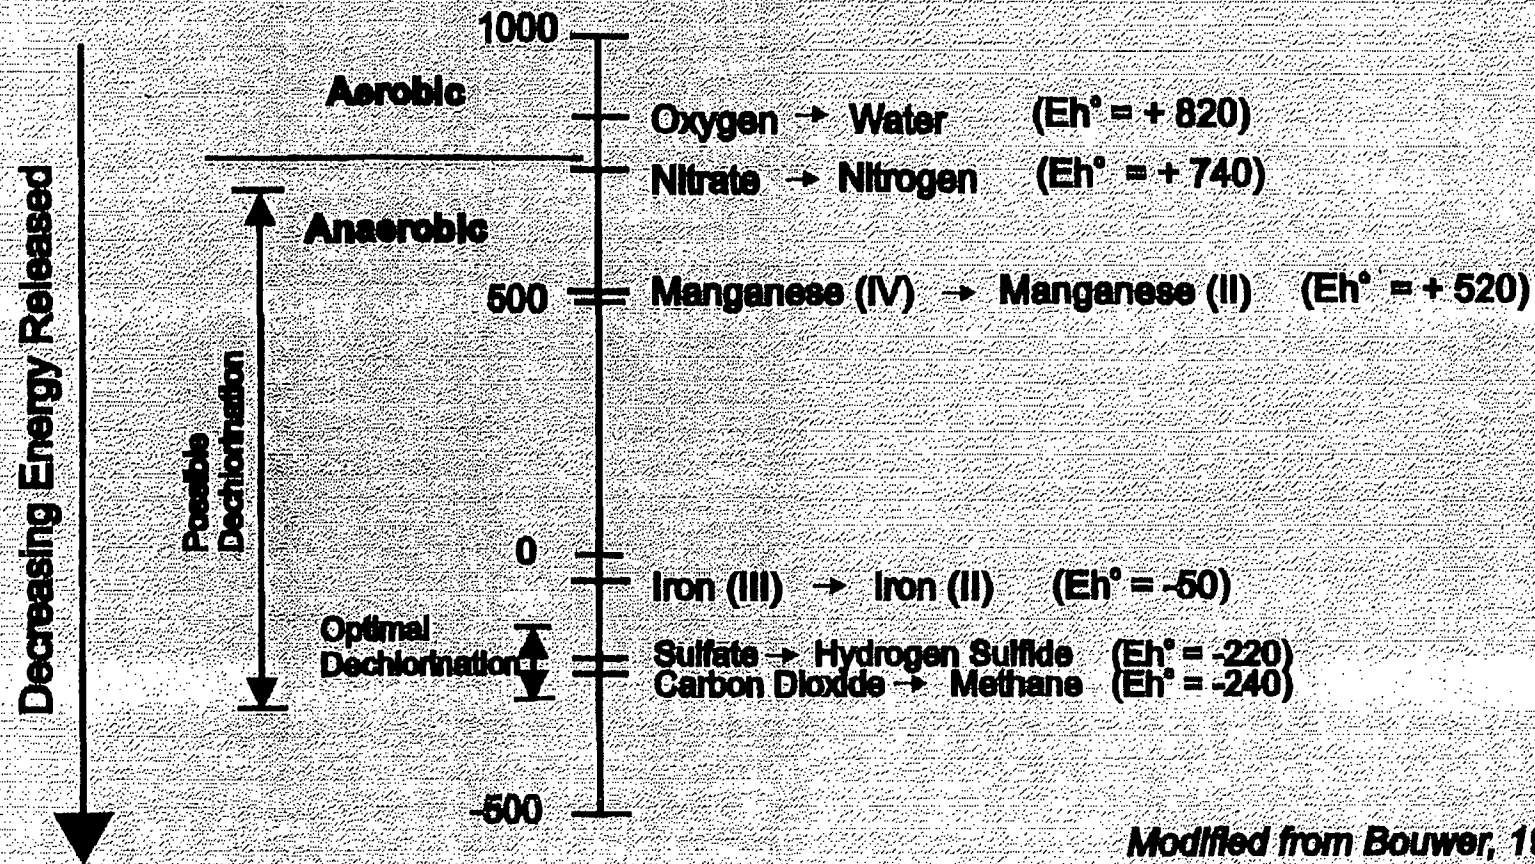 1000
Aerobic
Oxygen → Water (Eh° = + 820)
Nitrate → Nitrogen (Eh° = + 740)
Anaerobic
500
Manganese (IV) → Manganese (II) (Eh° = + 520)
Decreasing Energy Released
Possible
Dechlorination
0
Iron (III) → Iron (II) (Eh° = -50)
Optimal
Dechlorination
Sulfate → Hydrogen Sulfide (Eh° = -220)
Carbon Dioxide → Methane (Eh° = -240)
-500
Modified from Bouwer,